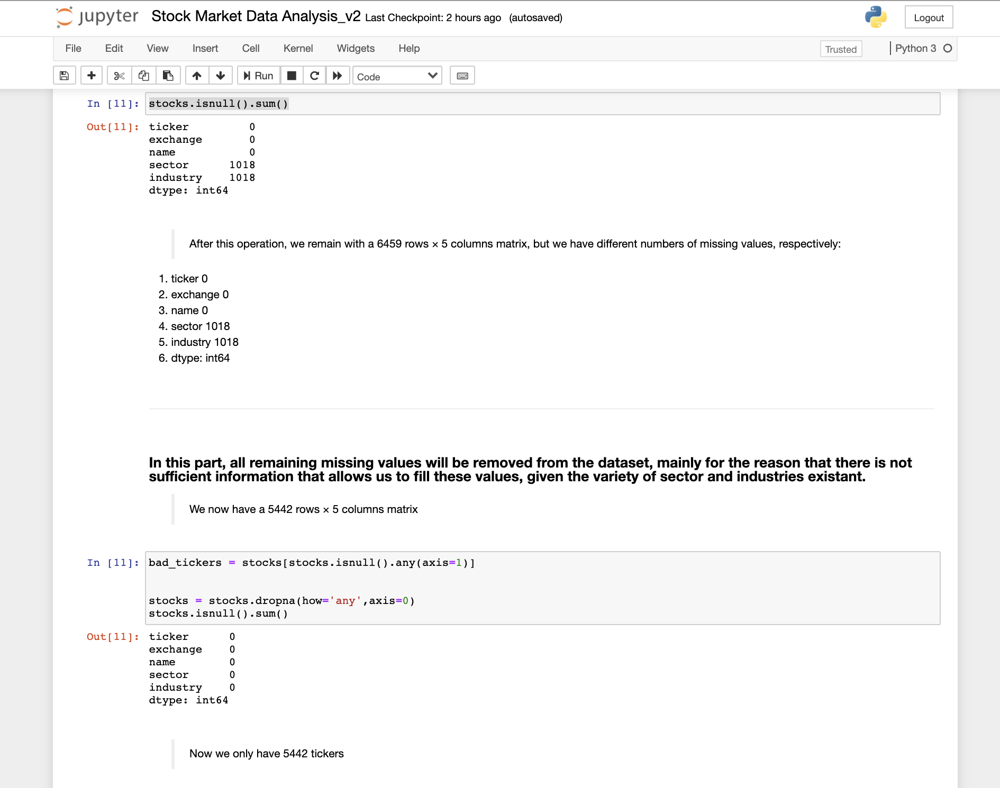 jupyter Stock Market Data Analysis_v2 Last Checkpoint: 2 hours ago (autosaved) Logout
File Edit View Insert Cell Kernel Widgets Help Trusted Python 3
Run Code
In [11]: stocks.isnull().sum()
Out[11]: ticker 0
exchange 0
name 0
sector 1018
industry 1018
dtype: int64
After this operation, we remain with a 6459 rows × 5 columns matrix, but we have different numbers of missing values, respectively:
1. ticker 0
2. exchange 0
3. name 0
4. sector 1018
5. industry 1018
6. dtype: int64
In this part, all remaining missing values will be removed from the dataset, mainly for the reason that there is not
sufficient information that allows us to fill these values, given the variety of sector and industries existant.
We now have a 5442 rows × 5 columns matrix
In [11]: bad_tickers = stocks[stocks.isnull().any(axis=1)]
stocks = stocks.dropna(how='any',axis=0)
stocks.isnull().sum()
Out[11]: ticker 0
exchange 0
name 0
sector 0
industry 0
dtype: int64
Now we only have 5442 tickers